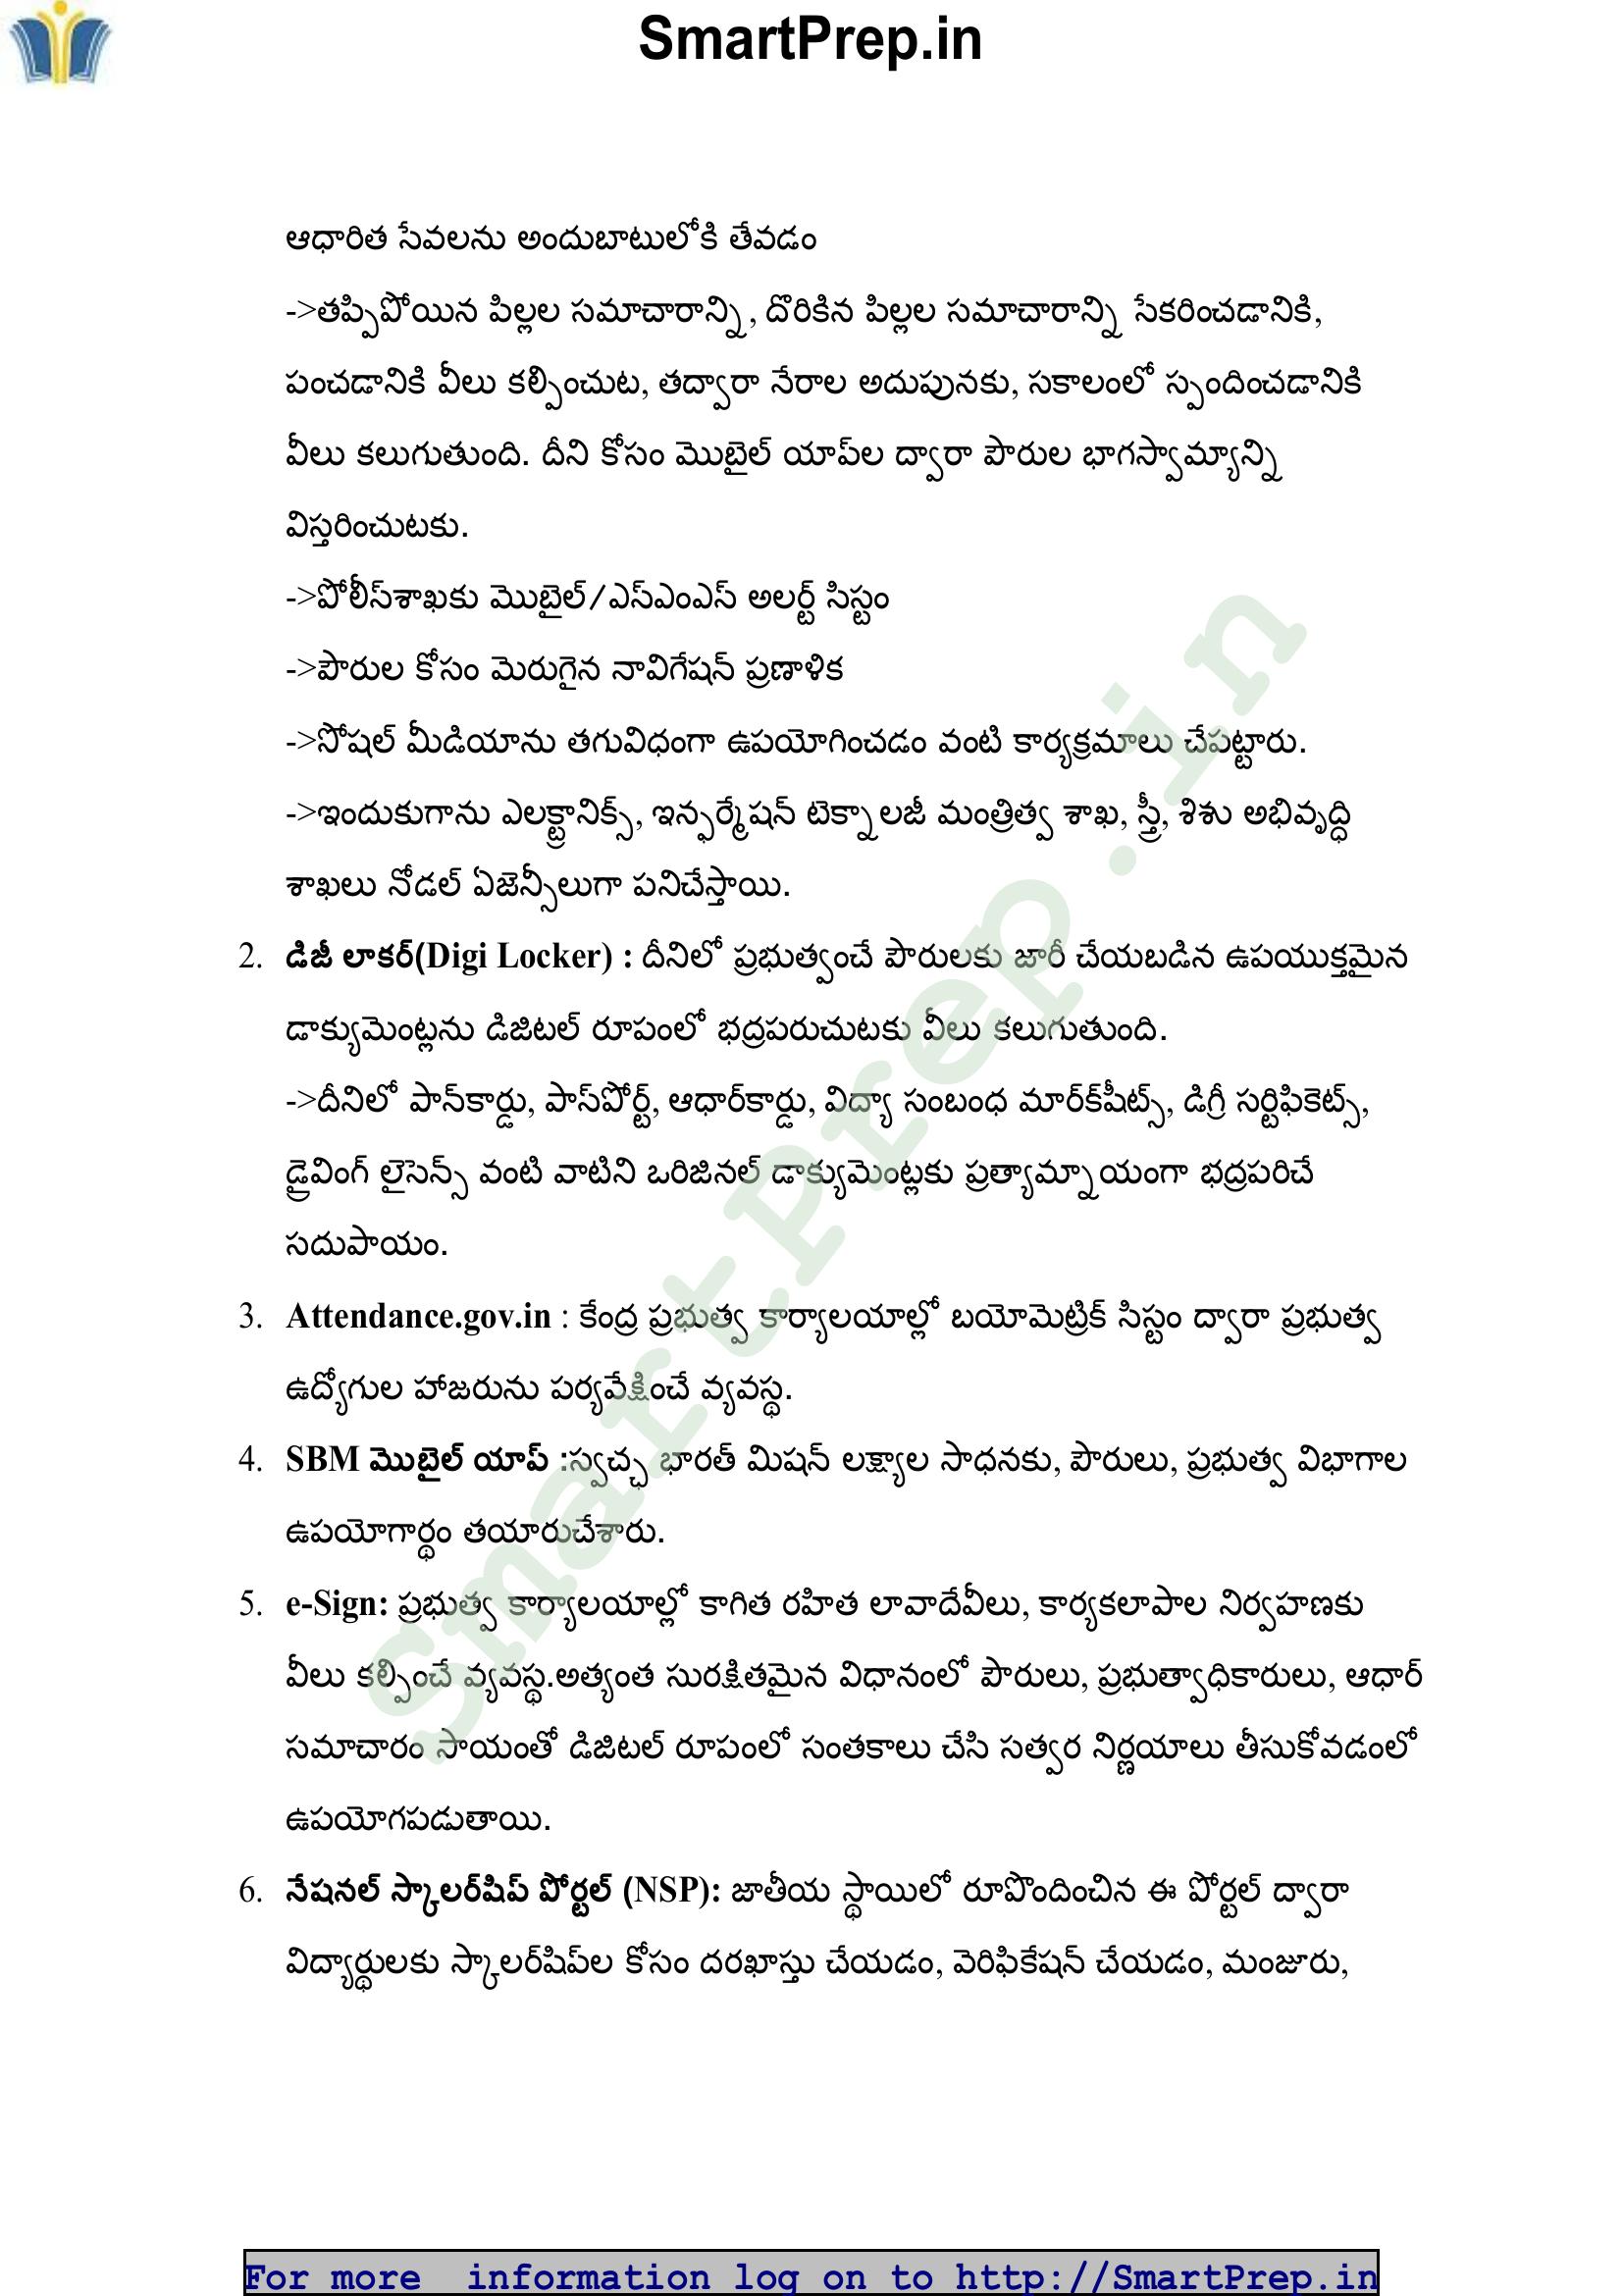 SmartPrep.in
ఆధారిత సేవలను అందుబాటులోకి తేవడం
->తప్పిపోయిన పిల్లల సమాచారాన్ని, దొరికిన పిల్లల సమాచారాన్ని సేకరించడానికి,
పంచడానికి వీలు కల్పించుట, తద్వారా నేరాల అదుపునకు, సకాలంలో స్పందించడానికి
వీలు కలుగుతుంది. దీని కోసం మొబైల్ యాప్‌ల ద్వారా పౌరుల భాగస్వామ్యాన్ని
విస్తరించుటకు.
->పోలీస్‌శాఖకు మొబైల్/ఎస్ఎంఎస్ అలర్ట్ సిస్టం
->పౌరుల కోసం మెరుగైన నావిగేషన్ ప్రణాళిక
->సోషల్ మీడియాను తగువిధంగా ఉపయోగించడం వంటి కార్యక్రమాలు చేపట్టారు.
->ఇందుకుగాను ఎలక్ట్రానిక్స్, ఇన్ఫర్మేషన్ టెక్నాలజీ మంత్రిత్వ శాఖ, స్త్రీ, శిశు అభివృద్ధి
శాఖలు నోడల్ ఏజెన్సీలుగా పనిచేస్తాయి.
2. డిజీ లాకర్(Digi Locker) : దీనిలో ప్రభుత్వంచే పౌరులకు జారీ చేయబడిన ఉపయుక్తమైన
డాక్యుమెంట్లను డిజిటల్ రూపంలో భద్రపరుచుటకు వీలు కలుగుతుంది.
->దీనిలో పాన్‌కార్డు, పాస్‌పోర్ట్, ఆధార్‌కార్డు, విద్యా సంబంధ మార్క్‌షీట్స్, డిగ్రీ సర్టిఫికెట్స్,
డ్రైవింగ్ లైసెన్స్ వంటి వాటిని ఒరిజినల్ డాక్యుమెంట్లకు ప్రత్యామ్నాయంగా భద్రపరిచే
సదుపాయం.
3. Attendance.gov.in : కేంద్ర ప్రభుత్వ కార్యాలయాల్లో బయోమెట్రిక్ సిస్టం ద్వారా ప్రభుత్వ
ఉద్యోగుల హాజరును పర్యవేక్షించే వ్యవస్థ.
4. SBM మొబైల్ యాప్ :స్వచ్ఛ భారత్ మిషన్ లక్ష్యాల సాధనకు, పౌరులు, ప్రభుత్వ విభాగాల
ఉపయోగార్థం తయారుచేశారు.
5. e-Sign: ప్రభుత్వ కార్యాలయాల్లో కాగిత రహిత లావాదేవీలు, కార్యకలాపాల నిర్వహణకు
వీలు కల్పించే వ్యవస్థ.అత్యంత సురక్షితమైన విధానంలో పౌరులు, ప్రభుత్వాధికారులు, ఆధార్
సమాచారం సాయంతో డిజిటల్ రూపంలో సంతకాలు చేసి సత్వర నిర్ణయాలు తీసుకోవడంలో
ఉపయోగపడుతాయి.
6. నేషనల్ స్కాలర్‌షిప్ పోర్టల్ (NSP): జాతీయ స్థాయిలో రూపొందించిన ఈ పోర్టల్ ద్వారా
విద్యార్థులకు స్కాలర్‌షిప్‌ల కోసం దరఖాస్తు చేయడం, వెరిఫికేషన్ చేయడం, మంజూరు,
SmartPrep.in
For more information log on to http://SmartPrep.in